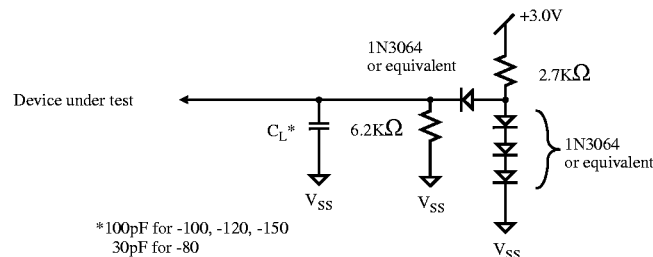 +3.0V
1N3064
or equivalent
2.7KΩ
Device under test
CL*
6.2KΩ
1N3064
or equivalent
VSS
VSS
*100pF for -100, -120, -150
30pF for -80
VSS